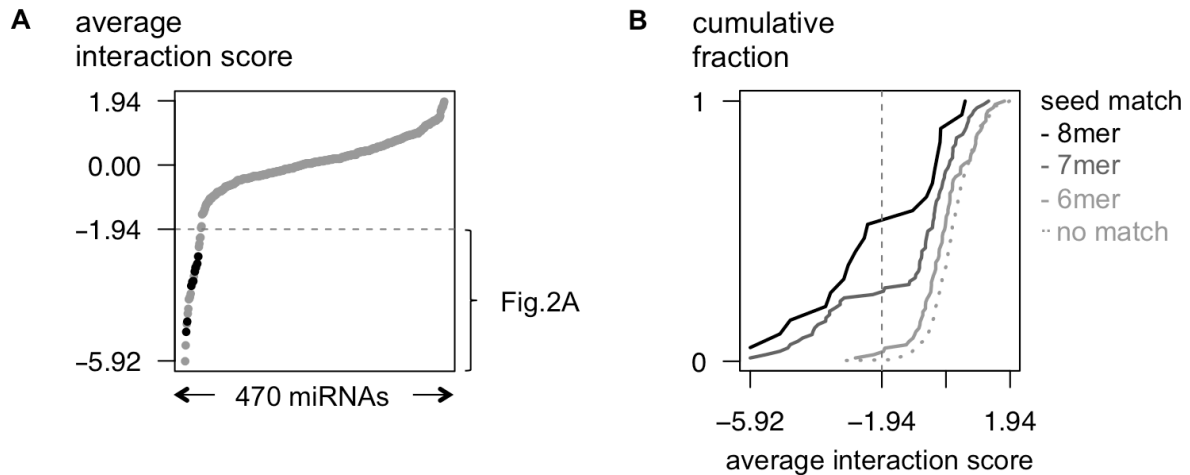 A
average
interaction score
1.94
0.00
−1.94
−5.92
Fig.2A
470 miRNAs
B
cumulative
fraction
1
0
seed match
- 8mer
- 7mer
- 6mer
·· no match
−5.92
−1.94
1.94
average interaction score